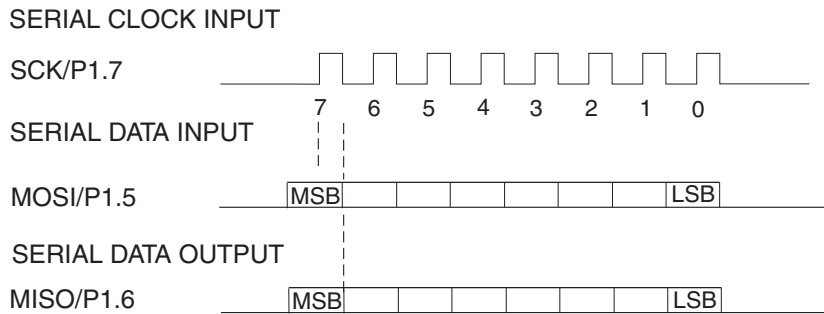 SERIAL CLOCK INPUT
SCK/P1.7
7 6 5 4 3 2 1 0
SERIAL DATA INPUT
MOSI/P1.5 MSB LSB
SERIAL DATA OUTPUT
MISO/P1.6 MSB LSB